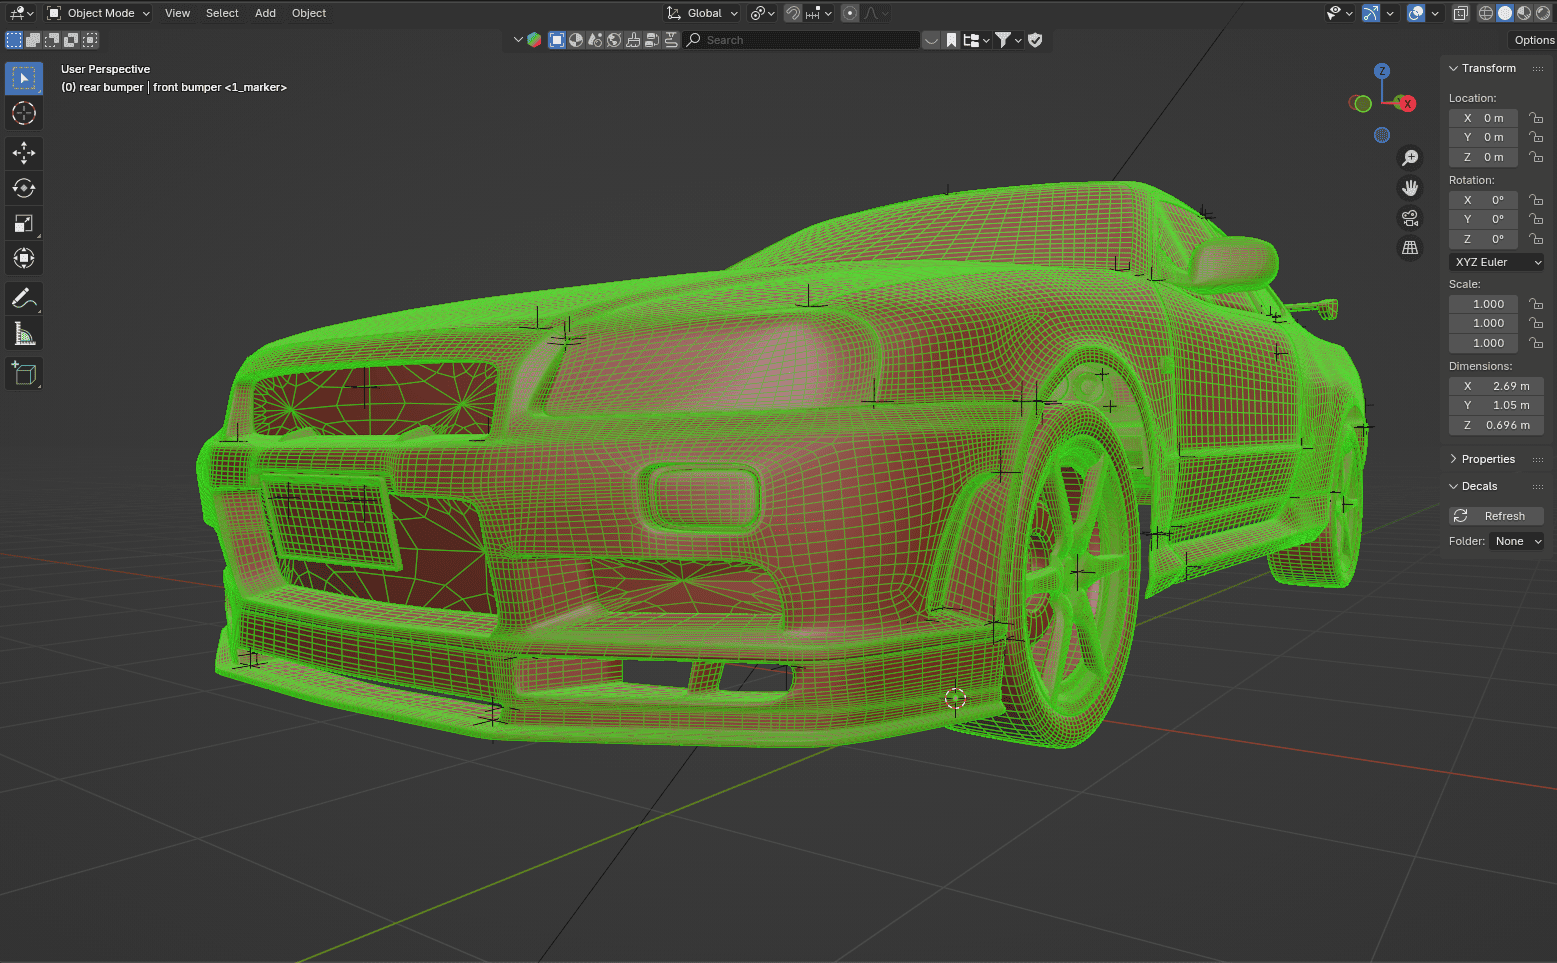 Object Mode View Select Add Object Global
Search Options
User Perspective
(0) rear bumper | front bumper <1_marker>
Z
X
Transform
Location:
X 0 m
Y 0 m
Z 0 m
Rotation:
X 0°
Y 0°
Z 0°
XYZ Euler
Scale:
1.000
1.000
1.000
Dimensions:
X 2.69 m
Y 1.05 m
Z 0.696 m
Properties
Decals
Refresh
Folder: None